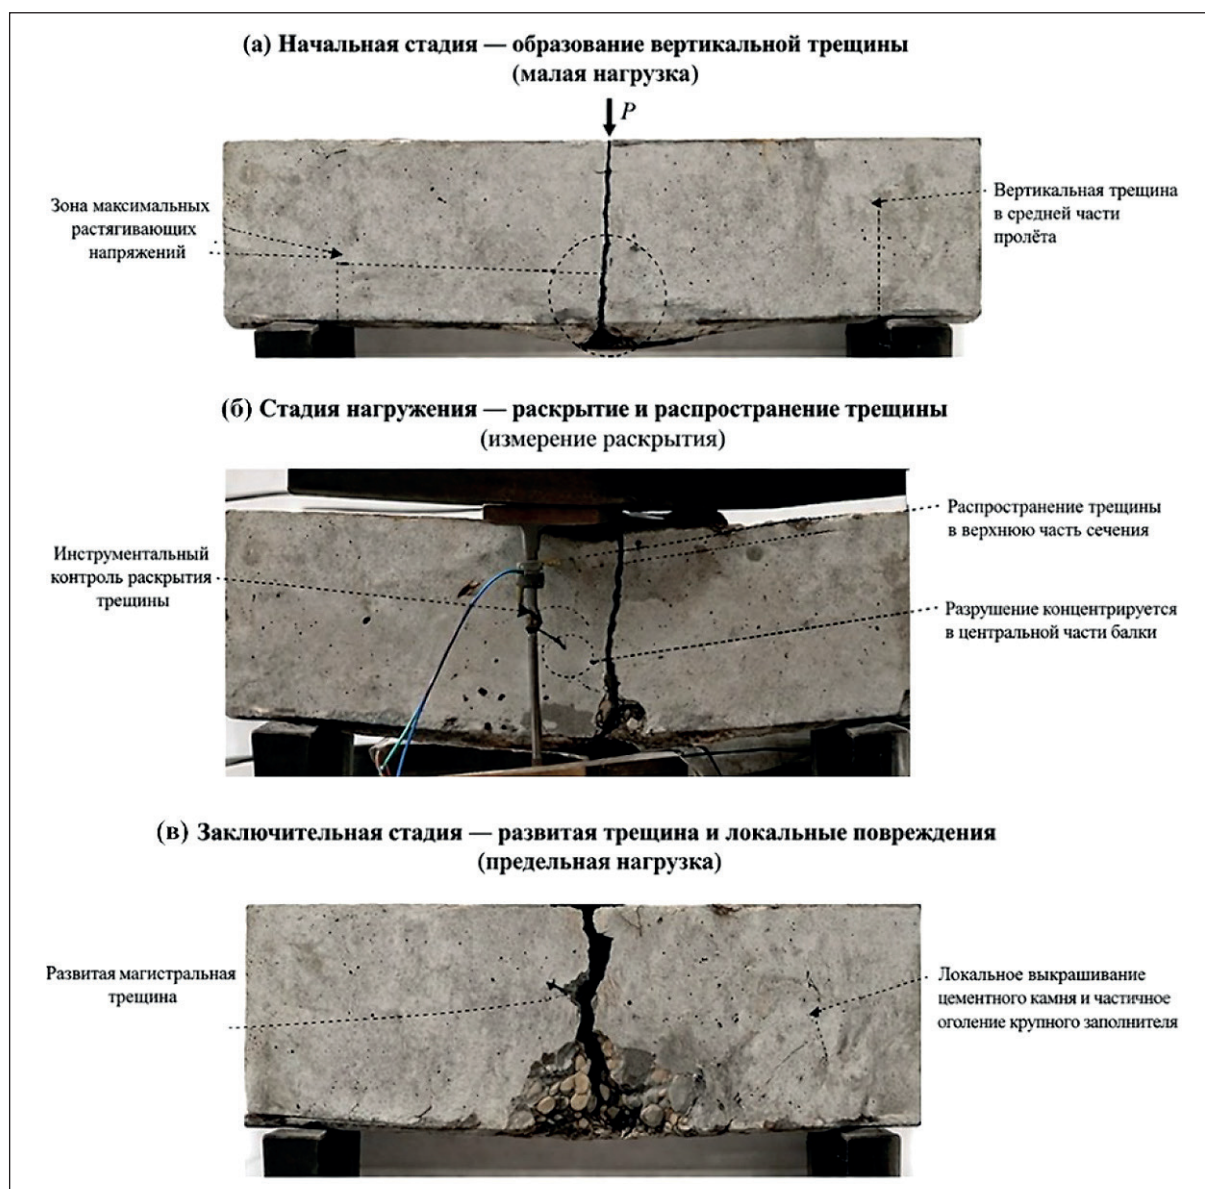 (а) Начальная стадия — образование вертикальной трещины
(малая нагрузка)
P
Зона максимальных
растягивающих
напряжений
Вертикальная трещина
в средней части
пролёта
(б) Стадия нагружения — раскрытие и распространение трещины
(измерение раскрытия)
Инструментальный
контроль раскрытия
трещины
Распространение трещины
в верхнюю часть сечения
Разрушение концентрируется
в центральной части балки
(в) Заключительная стадия — развитая трещина и локальные повреждения
(предельная нагрузка)
Развитая магистральная
трещина
Локальное выкрашивание
цементного камня и частичное
оголение крупного заполнителя